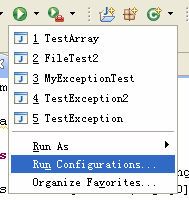 1 TestArray
2 FileTest2
3 MyExceptionTest
4 TestException2
5 TestException
Run As
Run Configurations...
Organize Favorites...